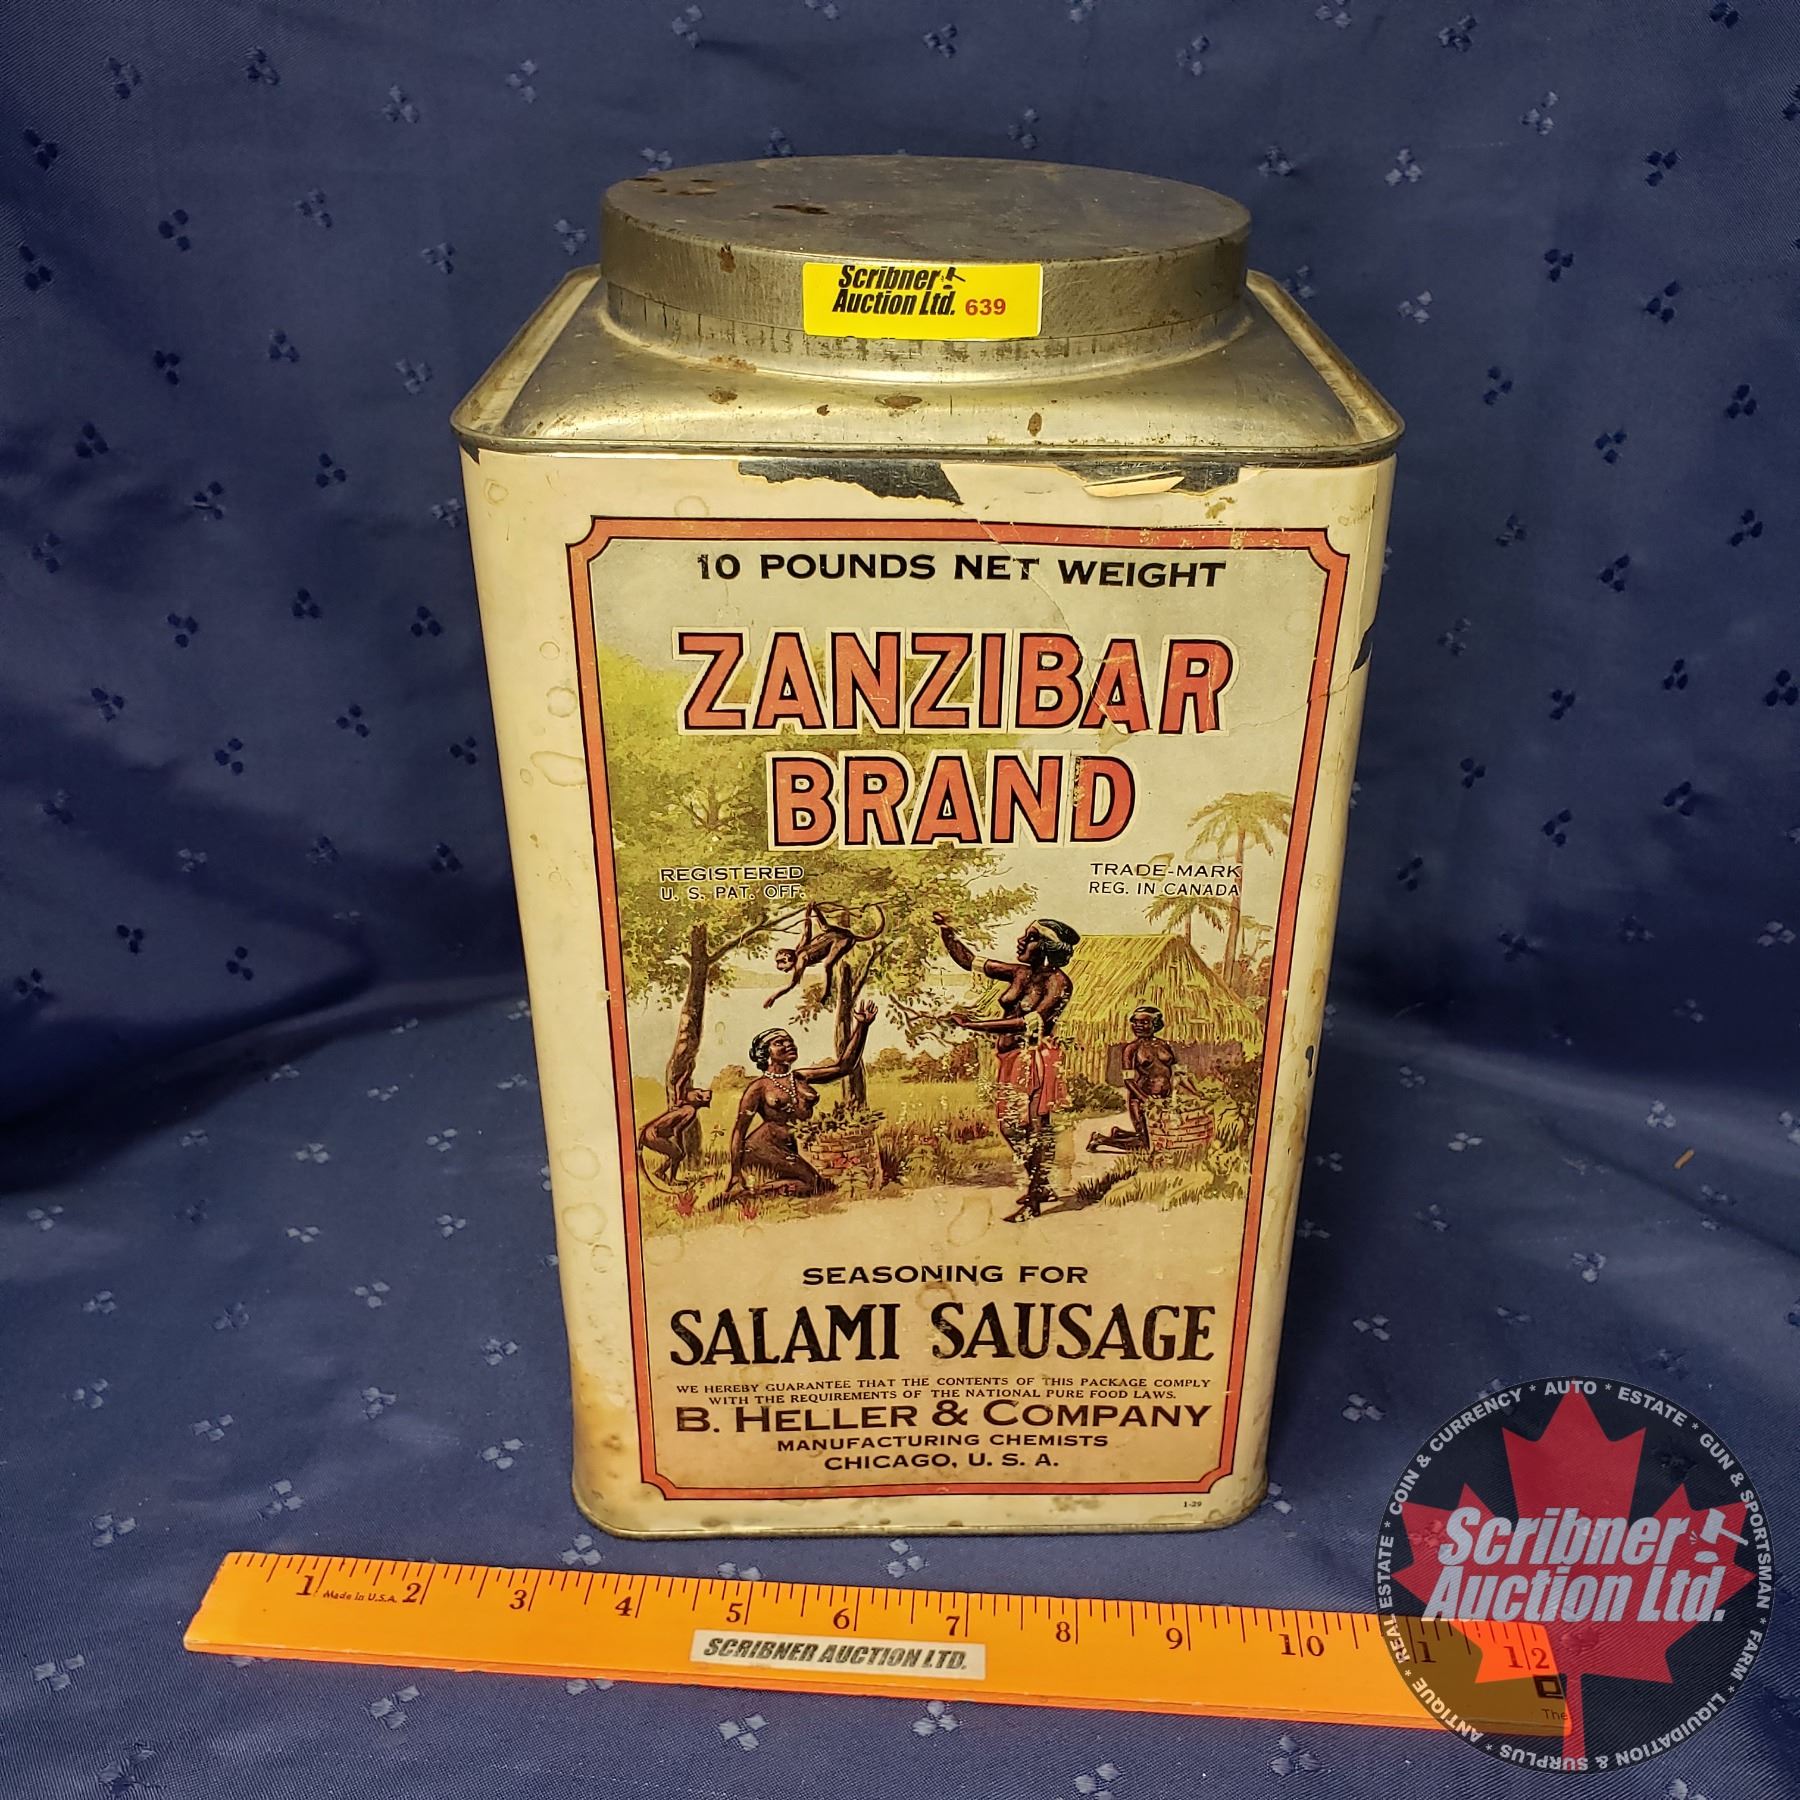 Scribner
Auction Ltd. 639
10 POUNDS NET WEIGHT
ZANZIBAR
BRAND
REGISTERED
U. S. PAT. OFF.
TRADE-MARK
REG. IN CANADA
SEASONING FOR
SALAMI SAUSAGE
WE HEREBY GUARANTEE THAT THE CONTENTS OF THIS PACKAGE COMPLY
WITH THE REQUIREMENTS OF THE NATIONAL PURE FOOD LAWS.
B. HELLER & COMPANY
MANUFACTURING CHEMISTS
CHICAGO, U. S. A.
1-29
1 Made in U.S.A. 2 3 4 5 6 7 8 9 10 11 12
SCRIBNER AUCTION LTD.
The
COIN & CURRENCY * AUTO * ESTATE * GUN & SPORTSMAN * FARM * LIQUIDATION & SURPLUS * ANTIQUE * REAL ESTATE *
Scribner
Auction Ltd.